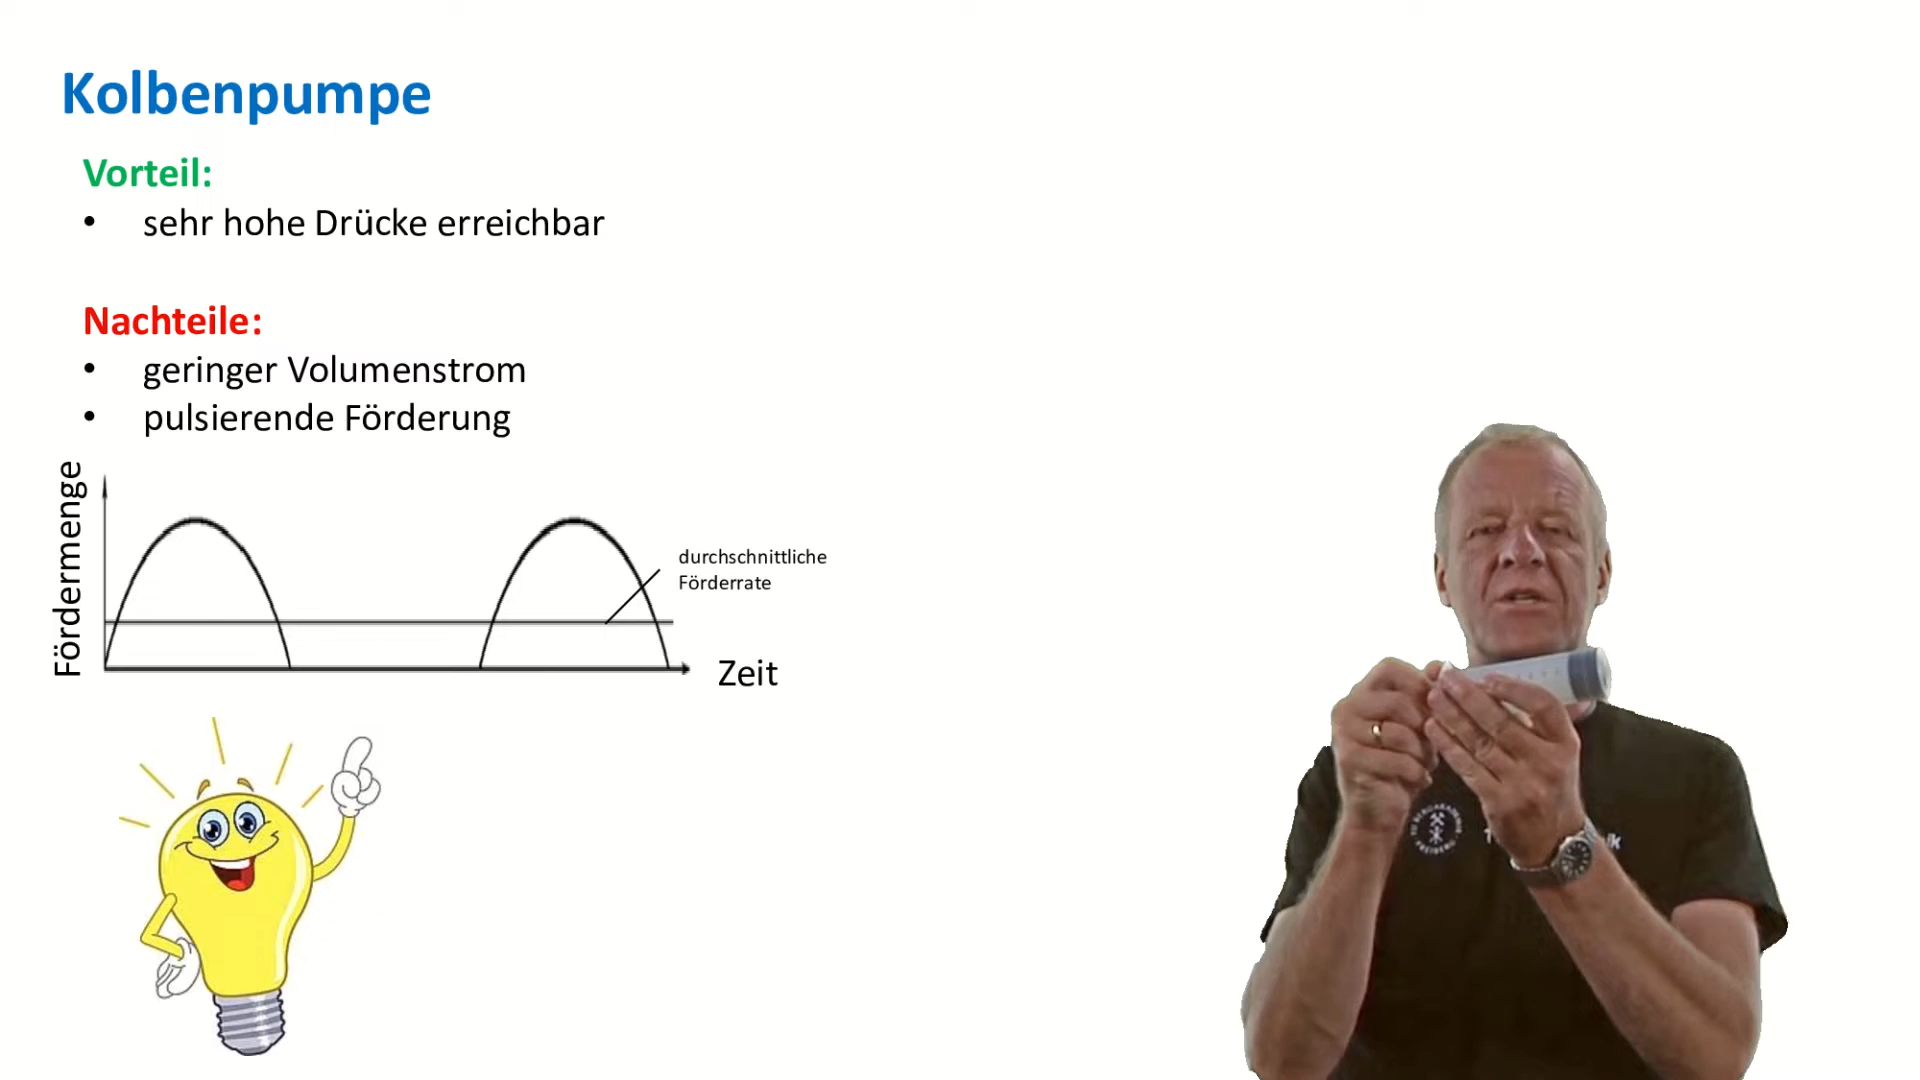 Kolbenpumpe
Vorteil:
• sehr hohe Drücke erreichbar
Nachteile:
• geringer Volumenstrom
• pulsierende Förderung
Fördermenge
durchschnittliche
Förderrate
Zeit